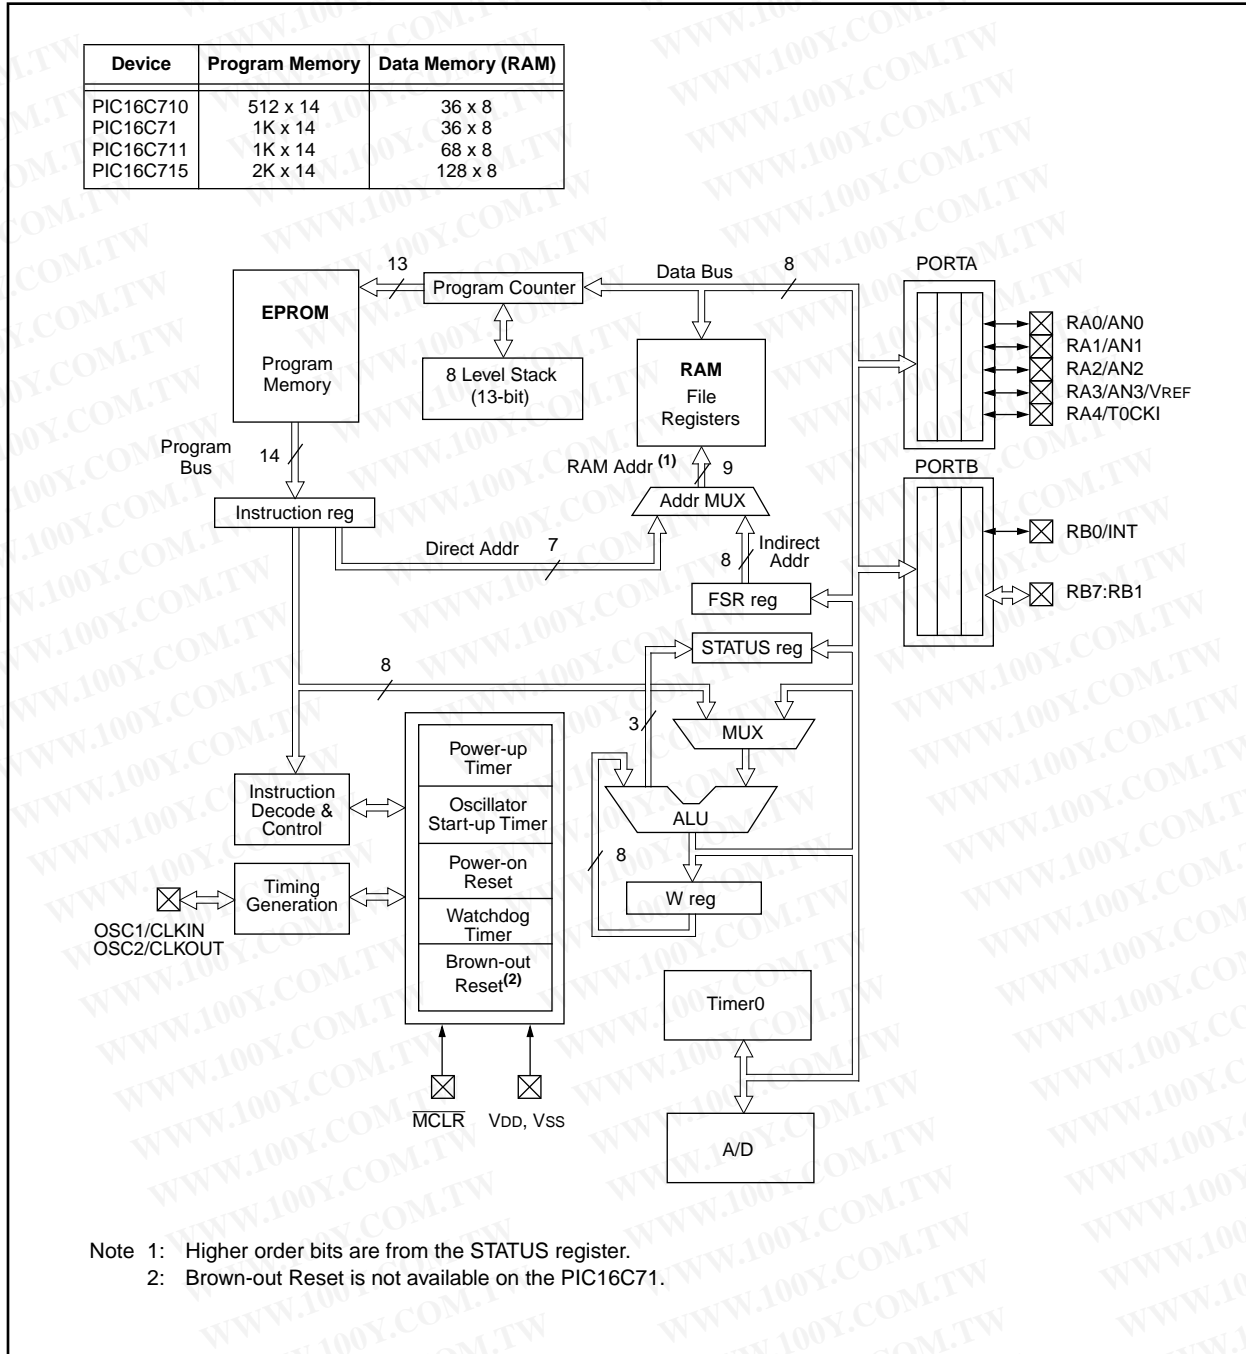 Device Program Memory Data Memory (RAM)
PIC16C710 512 x 14 36 x 8
PIC16C71 1K x 14 36 x 8
PIC16C711 1K x 14 68 x 8
PIC16C715 2K x 14 128 x 8
EPROM
Program
Memory
13
Program Counter
8 Level Stack
(13-bit)
Data Bus
8
RAM
File
Registers
PORTA
RA0/AN0
RA1/AN1
RA2/AN2
RA3/AN3/VREF
RA4/T0CKI
PORTB
RB0/INT
RB7:RB1
Program
Bus
14
Instruction reg
RAM Addr (1)
9
Addr MUX
Direct Addr
7
Indirect
Addr
8
FSR reg
STATUS reg
8
3
MUX
ALU
8
W reg
Power-up
Timer
Oscillator
Start-up Timer
Power-on
Reset
Watchdog
Timer
Brown-out
Reset(2)
Instruction
Decode &
Control
Timing
Generation
OSC1/CLKIN
OSC2/CLKOUT
MCLR
VDD, VSS
Timer0
A/D
Note 1: Higher order bits are from the STATUS register.
2: Brown-out Reset is not available on the PIC16C71.
WWW.100Y.COM.TW